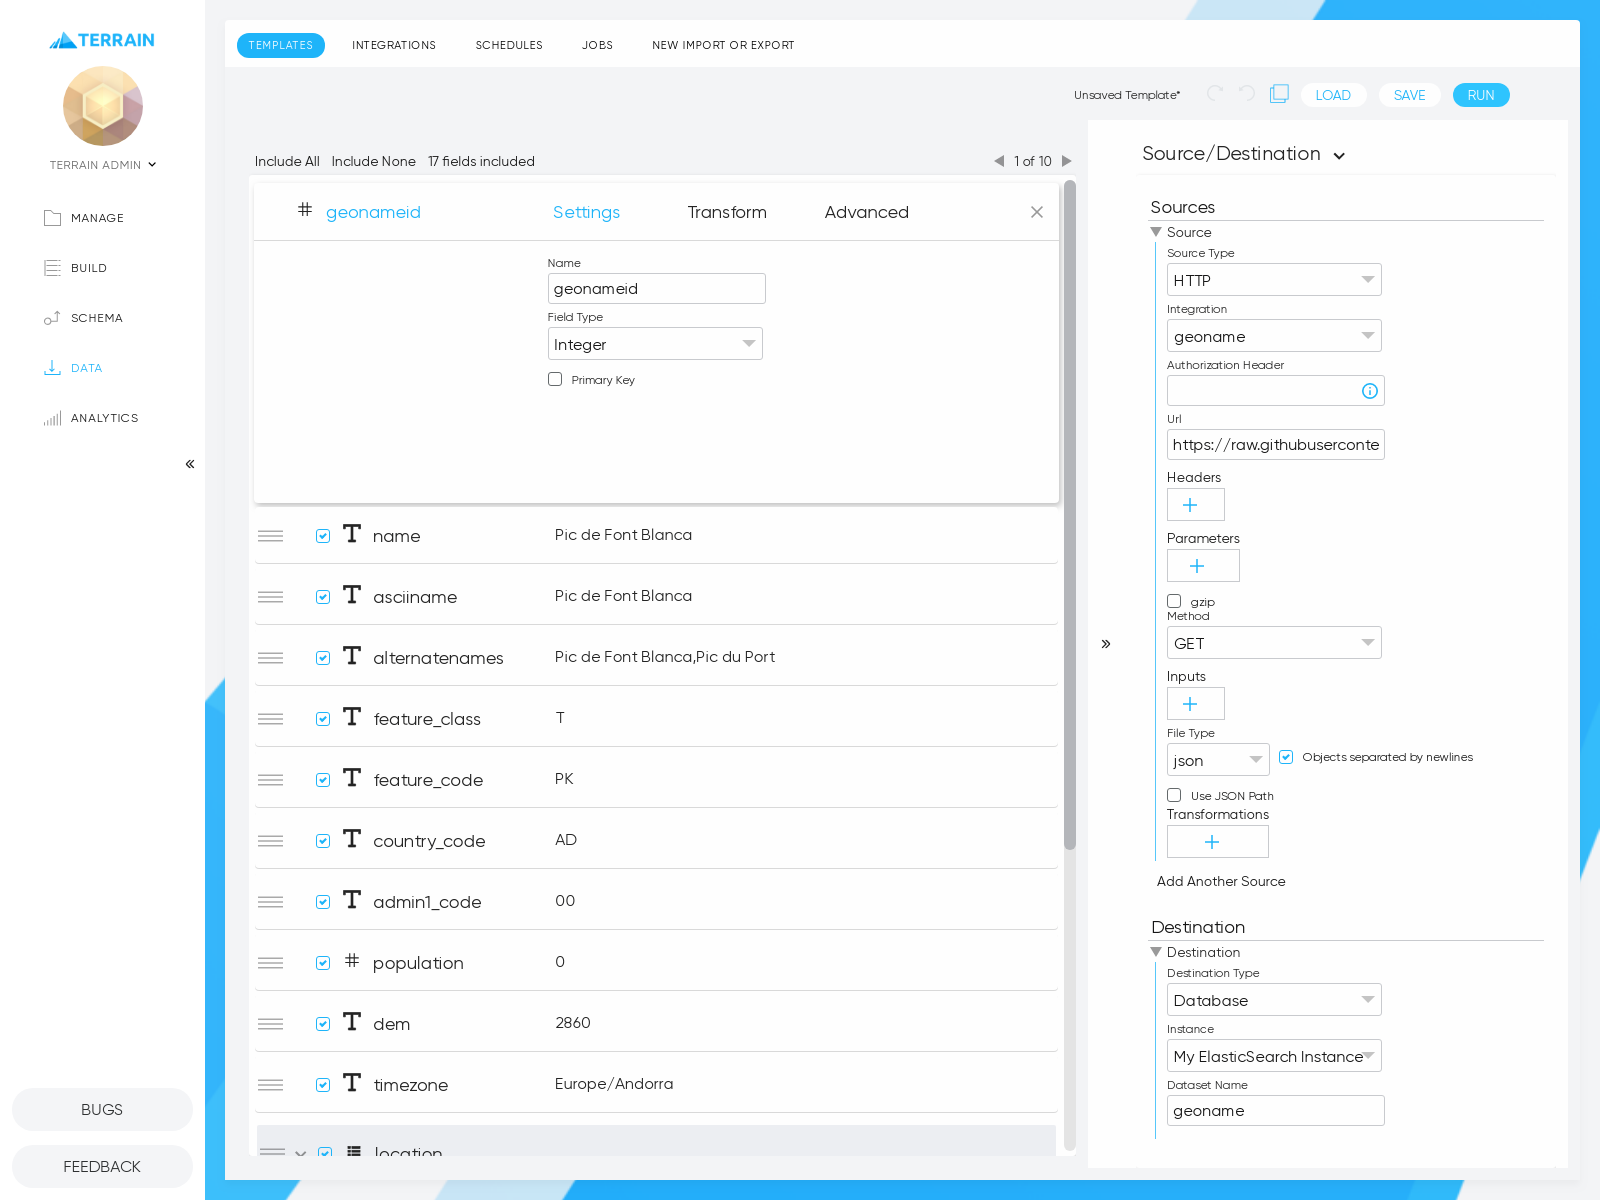 TERRAIN
TERRAIN ADMIN
MANAGE
BUILD
SCHEMA
DATA
ANALYTICS
BUGS
FEEDBACK
TEMPLATES INTEGRATIONS SCHEDULES JOBS NEW IMPORT OR EXPORT
Unsaved Template* LOAD SAVE RUN
Include All Include None 17 fields included 1 of 10
geonameid Settings Transform Advanced
Name
geonameid
Field Type
Integer
Primary Key
name Pic de Font Blanca
asciiname Pic de Font Blanca
alternatenames Pic de Font Blanca,Pic du Port
feature_class T
feature_code PK
country_code AD
admin1_code 00
population 0
dem 2860
timezone Europe/Andorra
location
Source/Destination
Sources
Source
Source Type
HTTP
Integration
geoname
Authorization Header
Url
https://raw.githubuserconte
Headers
Parameters
gzip
Method
GET
Inputs
File Type
json Objects separated by newlines
Use JSON Path
Transformations
Add Another Source
Destination
Destination
Destination Type
Database
Instance
My ElasticSearch Instance
Dataset Name
geoname